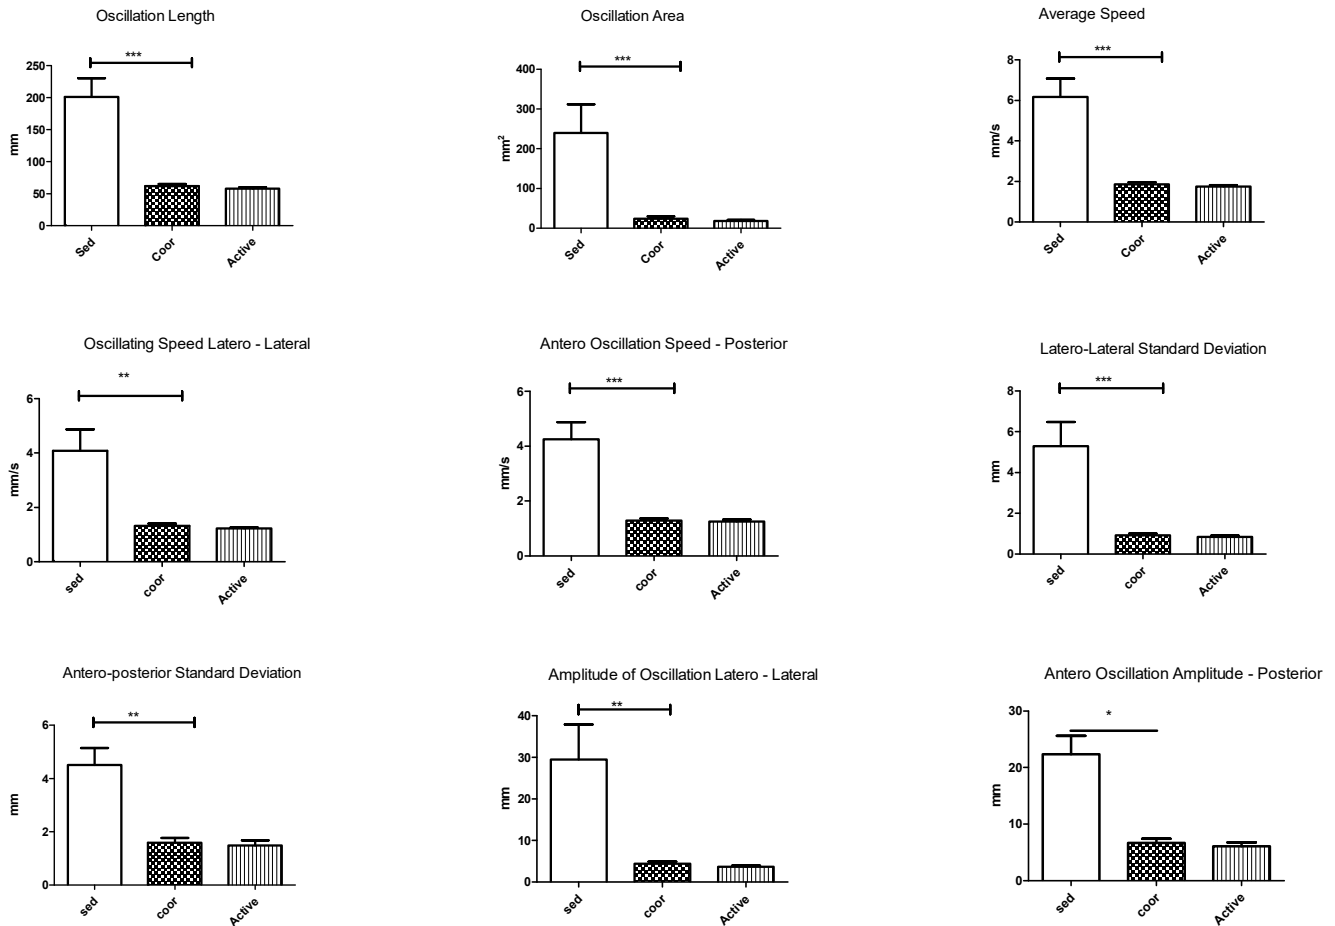 Oscillation Length
***
250
200
150
100
50
0
mm
Sed
Coor
Active
Oscillation Area
***
400
300
200
100
0
mm²
Sed
Coor
Active
Average Speed
***
8
6
4
2
0
mm/s
Sed
Coor
Active
Oscillating Speed Latero - Lateral
**
6
4
2
0
mm/s
sed
coor
Active
Antero Oscillation Speed - Posterior
***
6
4
2
0
mm/s
sed
coor
Active
Latero-Lateral Standard Deviation
***
8
6
4
2
0
mm
sed
coor
Active
Antero-posterior Standard Deviation
**
6
4
2
0
mm
sed
coor
Active
Amplitude of Oscillation Latero - Lateral
**
40
30
20
10
0
mm
sed
coor
Active
Antero Oscillation Amplitude - Posterior
*
30
20
10
0
mm
sed
coor
Active